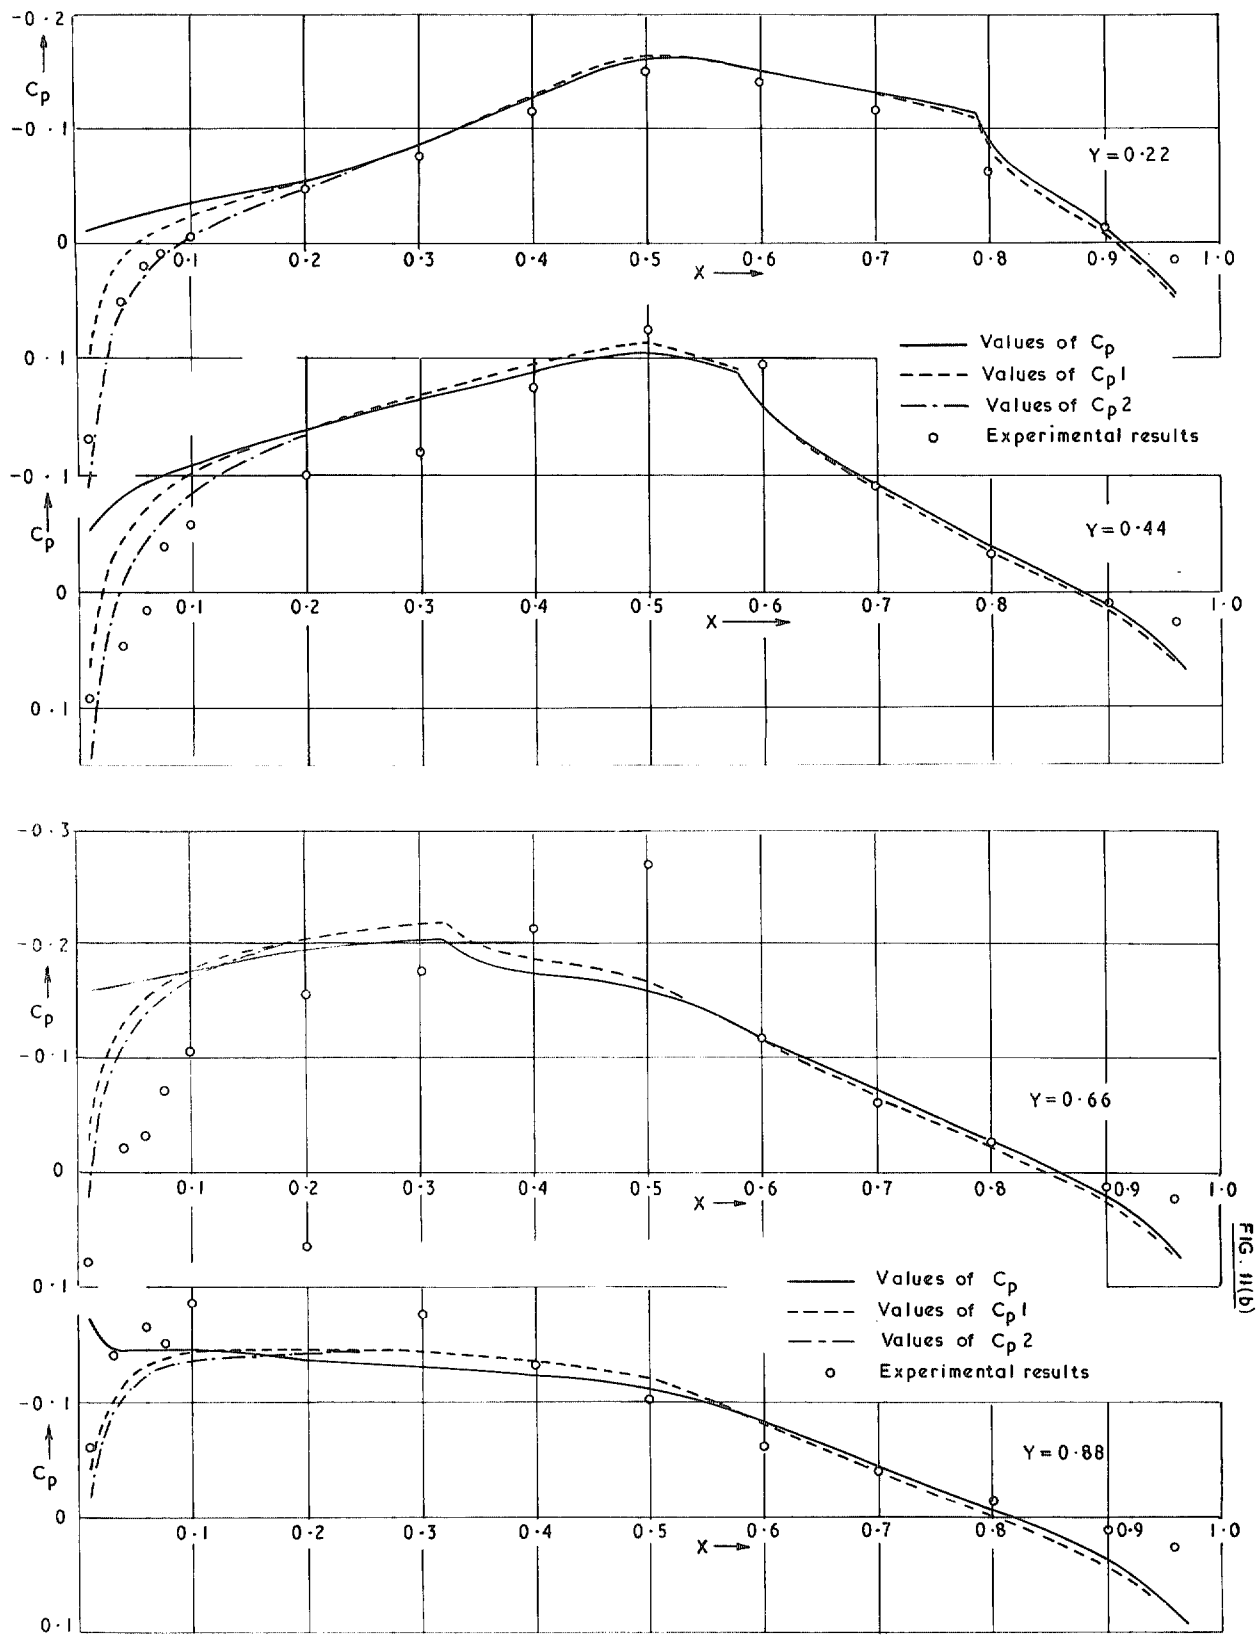 -0.2
Cp
-0.1
Y = 0.22
0
0.1 0.2 0.3 0.4 0.5 0.6 0.7 0.8 0.9 1.0
X
0.1
Values of Cp
Values of Cp1
Values of Cp2
Experimental results
-0.1
Cp
Y = 0.44
0
0.1 0.2 0.3 0.4 0.5 0.6 0.7 0.8 0.9 1.0
X
0.1
-0.3
-0.2
Cp
-0.1
Y = 0.66
0
0.1 0.2 0.3 0.4 0.5 0.6 0.7 0.8 0.9 1.0
X
FIG. 11(b)
0.1
Values of Cp
Values of Cp1
Values of Cp2
Experimental results
-0.1
Cp
Y = 0.88
0
0.1 0.2 0.3 0.4 0.5 0.6 0.7 0.8 0.9 1.0
X
0.1